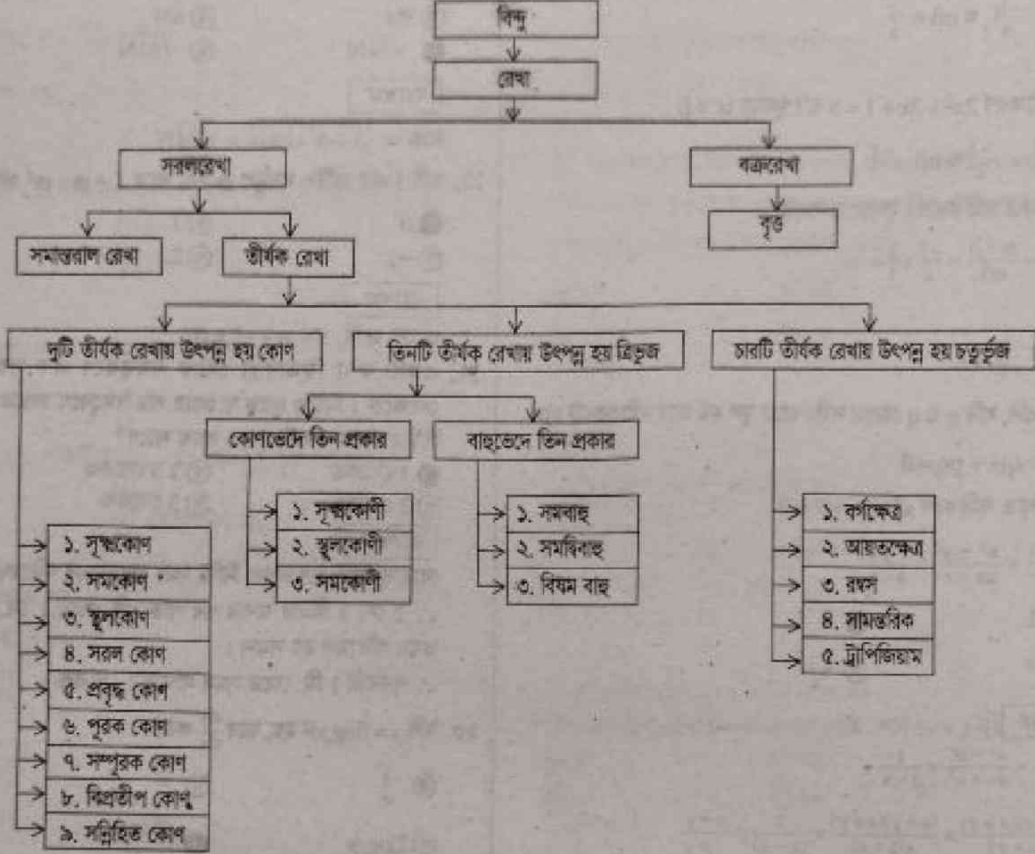 বিন্দু
রেখা
সরলরেখা
বক্ররেখা
সমান্তরাল রেখা
তীর্যক রেখা
বৃত্ত
দুটি তীর্যক রেখায় উৎপন্ন হয় কোণ
তিনটি তীর্যক রেখায় উৎপন্ন হয় ত্রিভুজ
চারটি তীর্যক রেখায় উৎপন্ন হয় চতুর্ভুজ
কোণভেদে তিন প্রকার
বাহুভেদে তিন প্রকার
১. সূক্ষ্মকোণ
২. সমকোণ
৩. স্থূলকোণ
৪. সরল কোণ
৫. প্রবৃদ্ধ কোণ
৬. পূরক কোণ
৭. সম্পূরক কোণ
৮. বিপ্রতীপ কোণ
৯. সন্নিহিত কোণ
১. সূক্ষ্মকোণী
২. স্থূলকোণী
৩. সমকোণী
১. সমবাহু
২. সমদ্বিবাহু
৩. বিষম বাহু
১. বর্গক্ষেত্র
২. আয়তক্ষেত্র
৩. রম্বস
৪. সামন্তরিক
৫. ট্রাপিজিয়াম